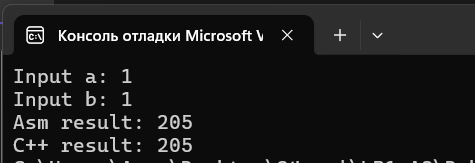 Консоль отладки Microsoft V
Input a: 1
Input b: 1
Asm result: 205
C++ result: 205